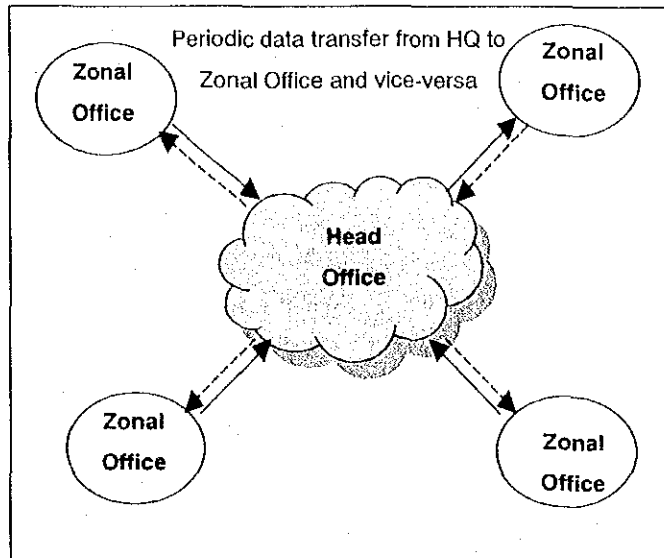 Periodic data transfer from HQ to
Zonal Office and vice-versa
Zonal
Office
Zonal
Office
Head
Office
Zonal
Office
Zonal
Office